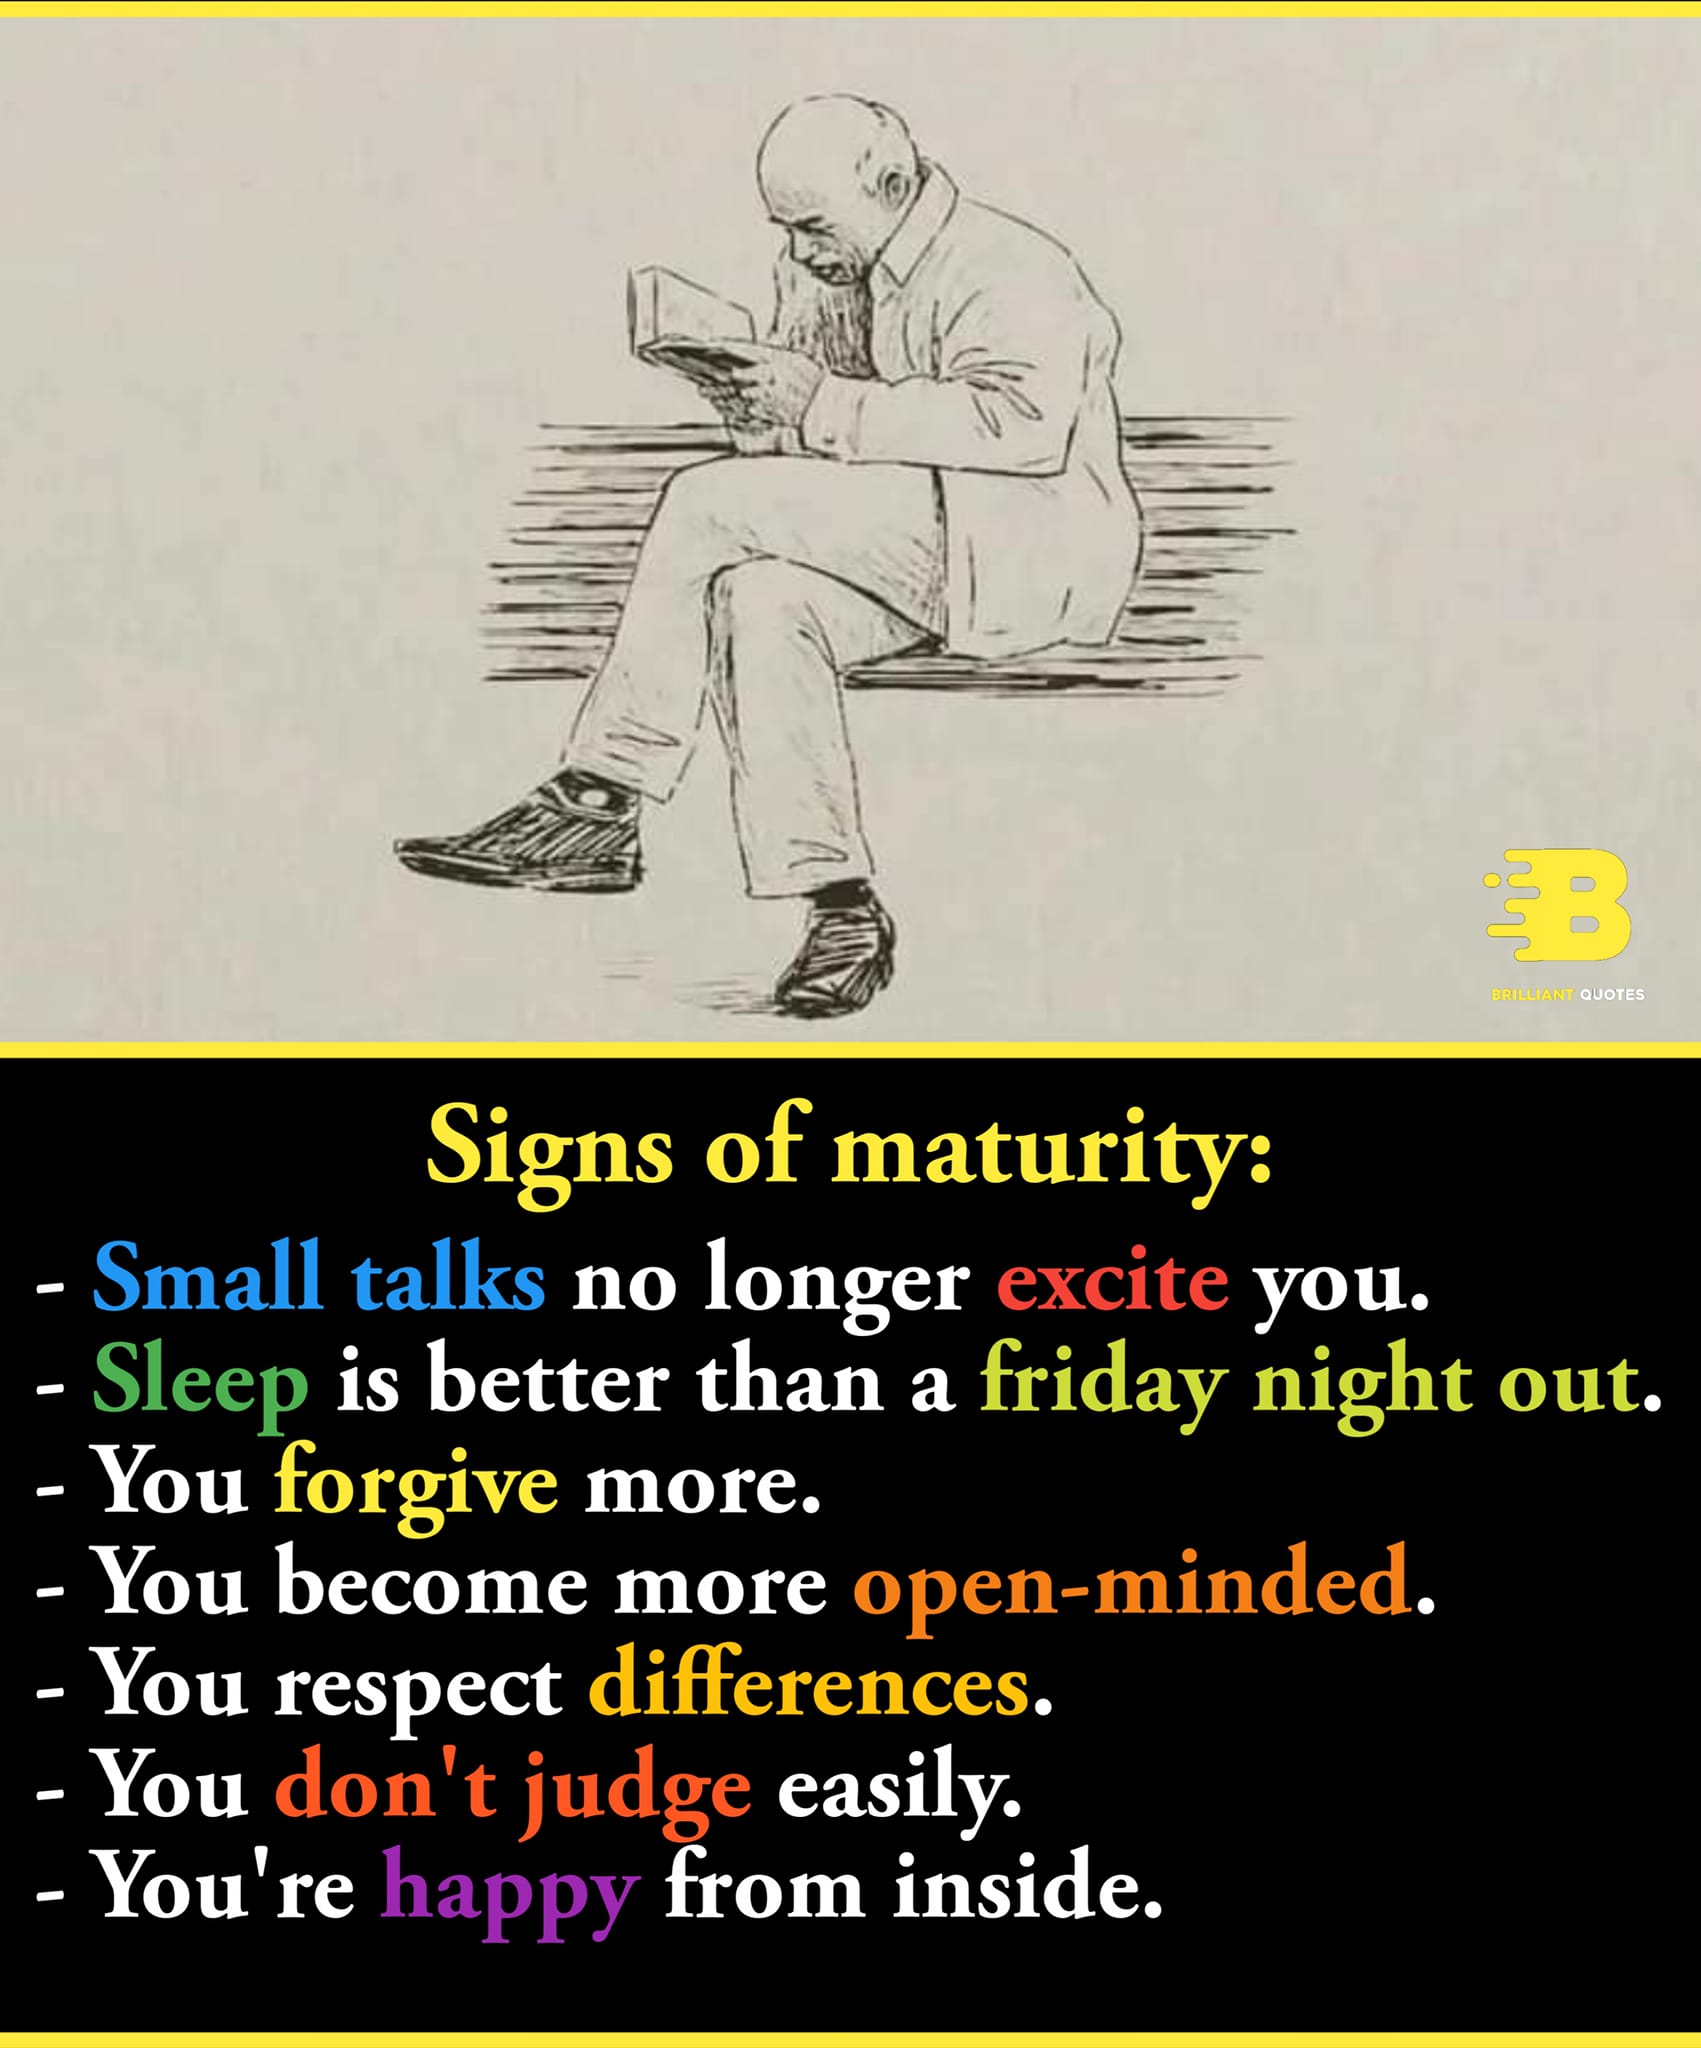 B
BRILLIANT QUOTES
Signs of maturity:
- Small talks no longer excite you.
- Sleep is better than a friday night out.
- You forgive more.
- You become more open-minded.
- You respect differences.
- You don't judge easily.
- You're happy from inside.